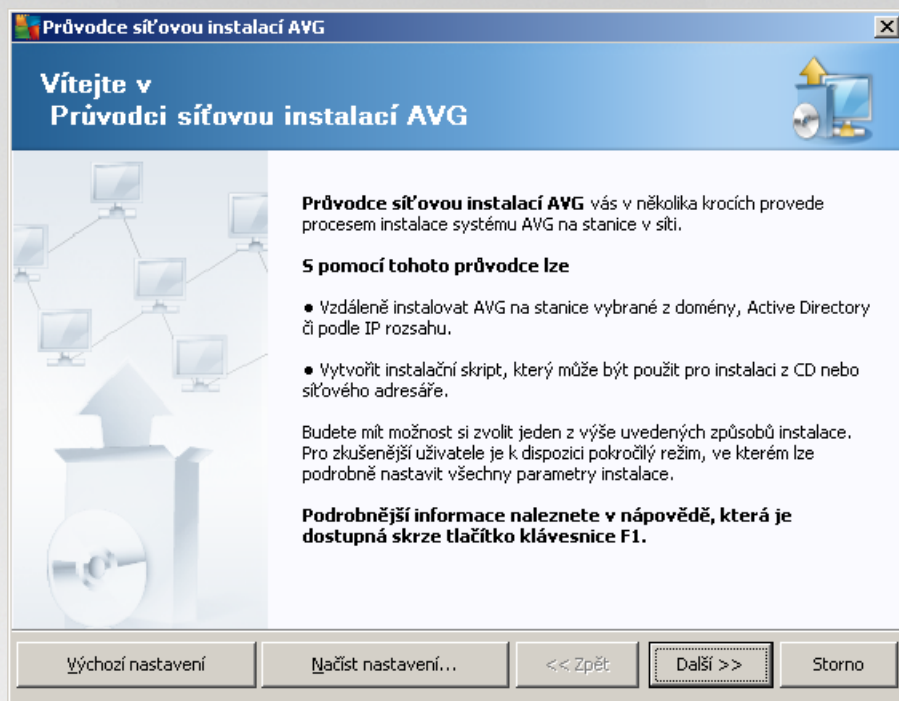 Průvodce síťovou instalací AVG
Vítejte v
Průvodci síťovou instalací AVG
Průvodce síťovou instalací AVG vás v několika krocích provede
procesem instalace systému AVG na stanice v síti.
S pomocí tohoto průvodce lze
● Vzdáleně instalovat AVG na stanice vybrané z domény, Active Directory
či podle IP rozsahu.
● Vytvořit instalační skript, který může být použit pro instalaci z CD nebo
síťového adresáře.
Budete mít možnost si zvolit jeden z výše uvedených způsobů instalace.
Pro zkušenější uživatele je k dispozici pokročilý režim, ve kterém lze
podrobně nastavit všechny parametry instalace.
Podrobnější informace naleznete v nápovědě, která je
dostupná skrze tlačítko klávesnice F1.
Výchozí nastavení
Načíst nastavení...
<< Zpět
Další >>
Storno